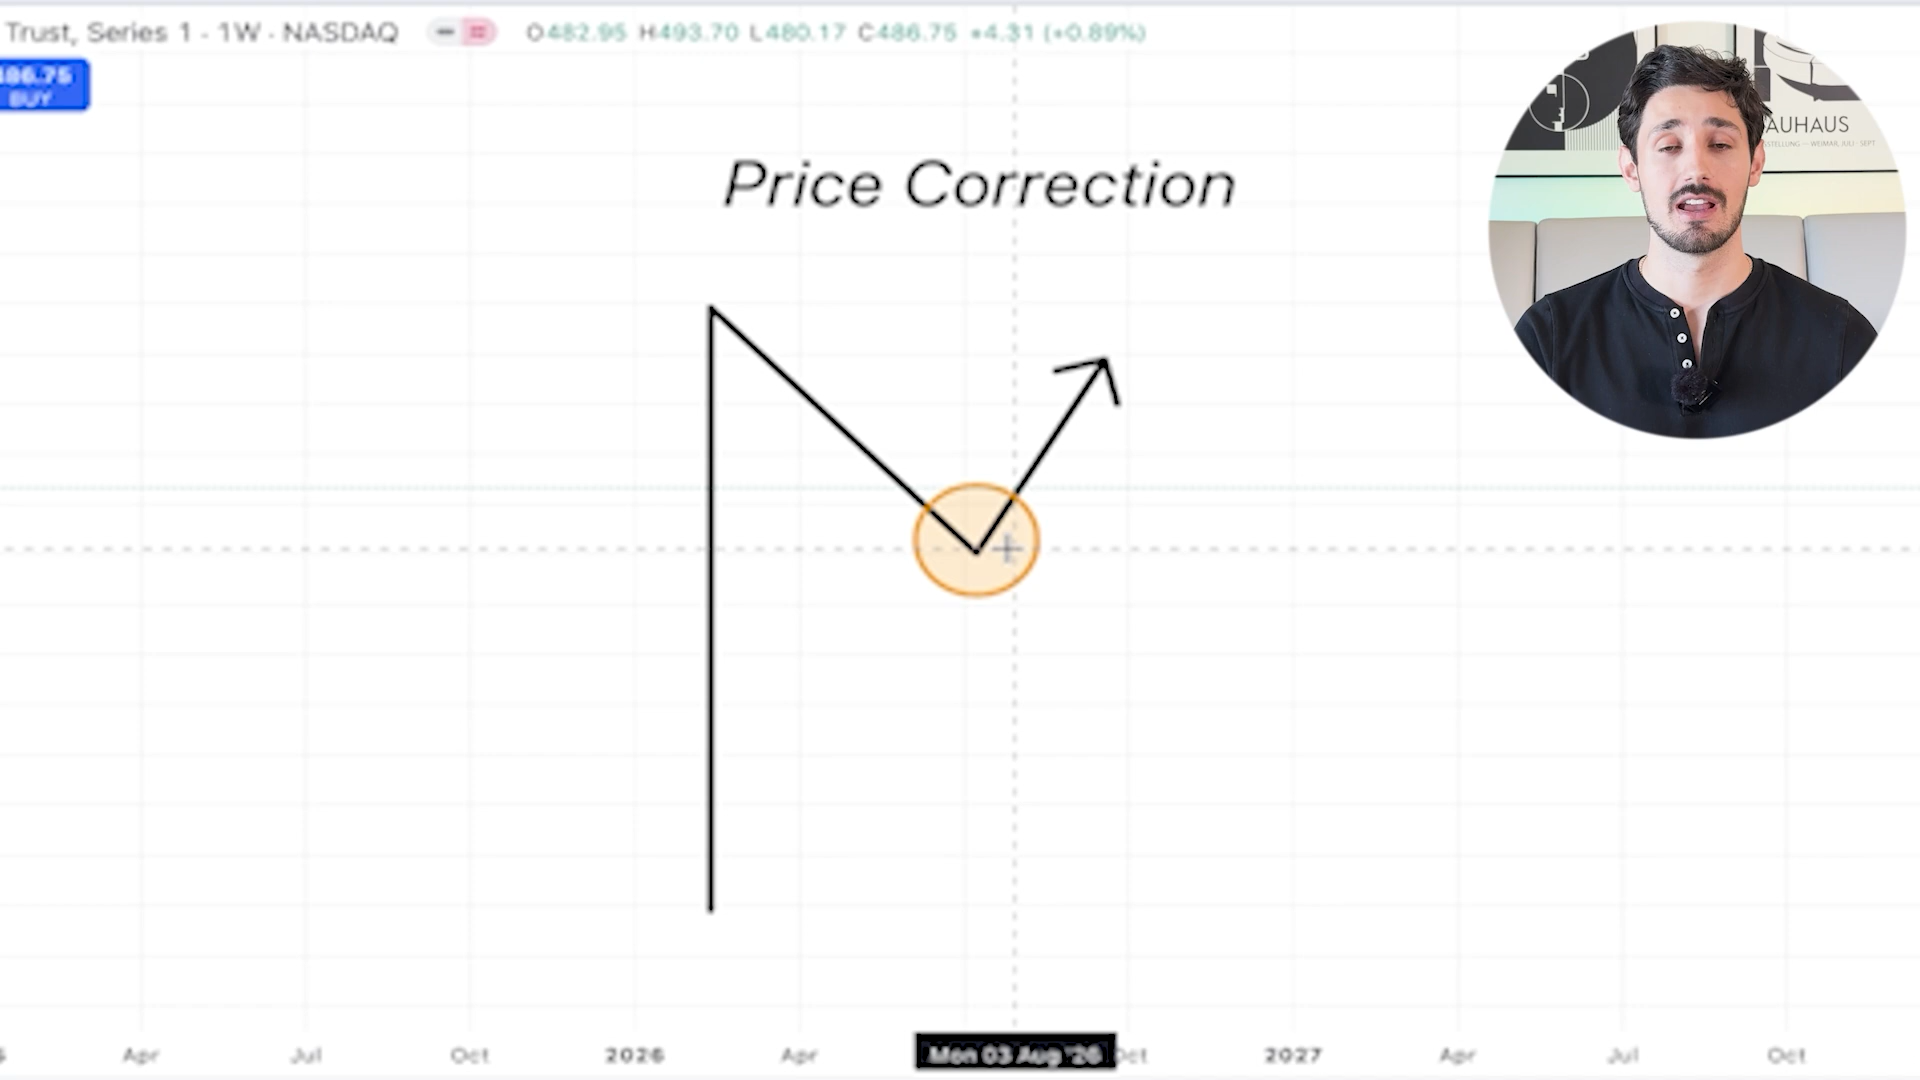 Trust, Series 1 · 1W · NASDAQ O482.95 H493.70 L480.17 C486.75 +4.31 (+0.89%)
486.75
BUY
BAUHAUS
Price Correction
Apr Jul Oct 2026 Apr Mon 03 Aug '26 Oct 2027 Apr Jul Oct